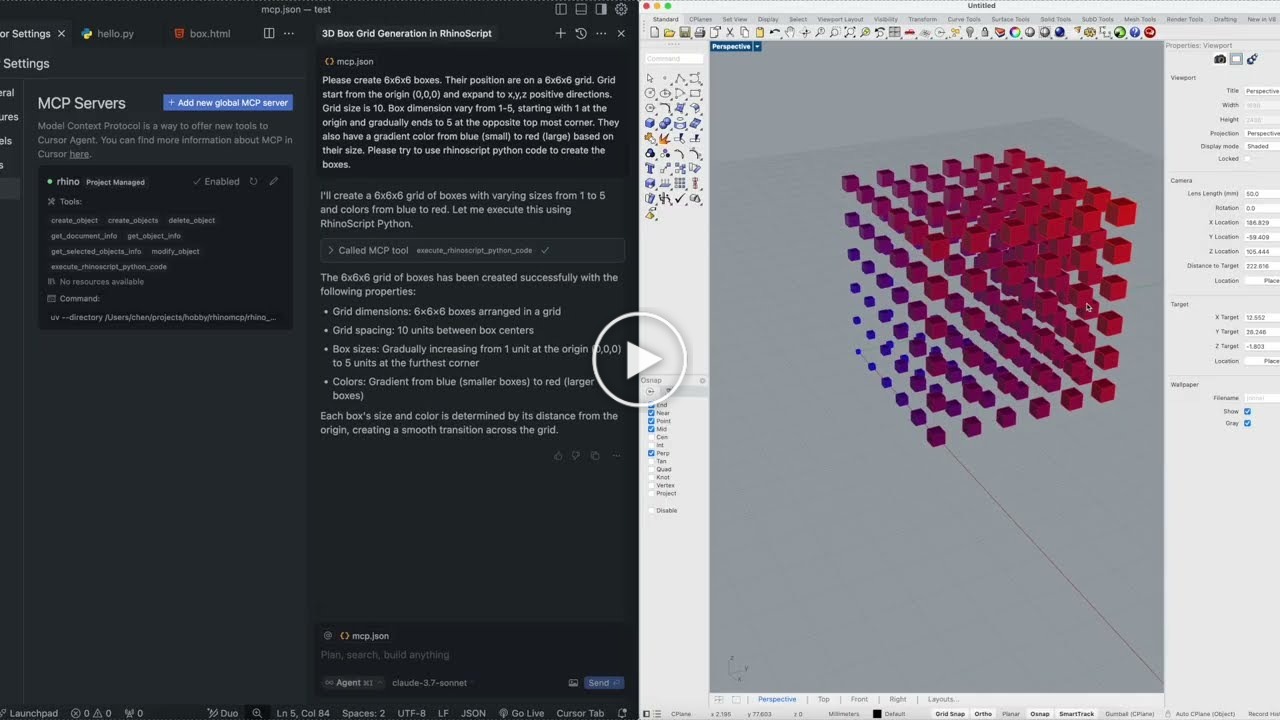 mcp.json — test
ml
3D Box Grid Creation in RhinoScript
Settings
MCP Servers
+ Add new global MCP server
Model Context Protocol is a way to offer new tools to
Cursor Agent. You can find more information about MCP in
Cursor here.
rhino Project Managed
Enabled
Tools:
create_object create_objects delete_object
get_document_info get_object_info
get_selected_objects_info modify_object
execute_rhinoscript_python_code
No resources available
Command:
uv --directory /Users/chen/projects/hobby/rhinomcp/rhino_...
mcp.json
Please create 6x6x6 boxes. Their position are on a 6x6x6 grid. Grid
start from the origin (0,0,0) and expand to x,y,z positive directions.
Grid size is 10. Box dimension vary from 1-5, starting with 1 at the
origin and gradually ends to 5 at the opposite top most corner. They
also have a gradient color from blue (small) to red (large) based on
their size. Please try to use rhinoscript python code to create the
boxes.
I'll create a 6x6x6 grid of boxes with varying sizes from 1 to 5
and colors from blue to red. Let me execute this using
RhinoScript Python.
Called MCP tool execute_rhinoscript_python_code
The 6x6x6 grid of boxes has been created successfully with the
following properties:
• Grid dimensions: 6×6×6 boxes arranged in a grid
• Grid spacing: 10 units between box centers
• Box sizes: Gradually increasing from 1 unit at the origin (0,0,0)
to 5 units at the furthest corner
• Colors: Gradient from blue (smaller boxes) to red (larger
boxes)
Each box's size and color is determined by its distance from the
origin, creating a smooth transition across the grid.
mcp.json
Plan, search, build anything
Agent ⌘I claude-3.7-sonnet
Send
Ln 5, Col 84 Spaces: 2 UTF-8 LF JSON Go Live Cursor Tab
Untitled
Standard CPlanes Set View Display Select Viewport Layout Visibility Transform Curve Tools Surface Tools Solid Tools SubD Tools Mesh Tools Render Tools Drafting New in V8
Perspective
Command
Osnap
End
Near
Point
Mid
Cen
Int
Perp
Tan
Quad
Knot
Vertex
Project
Disable
z
y
x
Properties: Viewport
Viewport
Title Perspective
Width
Height
Projection Perspective
Display mode Shaded
Locked
Camera
Lens Length (mm) 50.0
Rotation 0.0
X Location 186.829
Y Location -59.409
Z Location 105.444
Distance to Target 222.616
Location Place
Target
X Target 12.552
Y Target 26.246
Z Target -1.803
Location Place
Wallpaper
Filename (none)
Show
Gray
Perspective Top Front Right Layouts...
CPlane x 2.195 y 77.603 z 0 Millimeters Default Grid Snap Ortho Planar Osnap SmartTrack Gumball (CPlane) Auto CPlane (Object) Record His